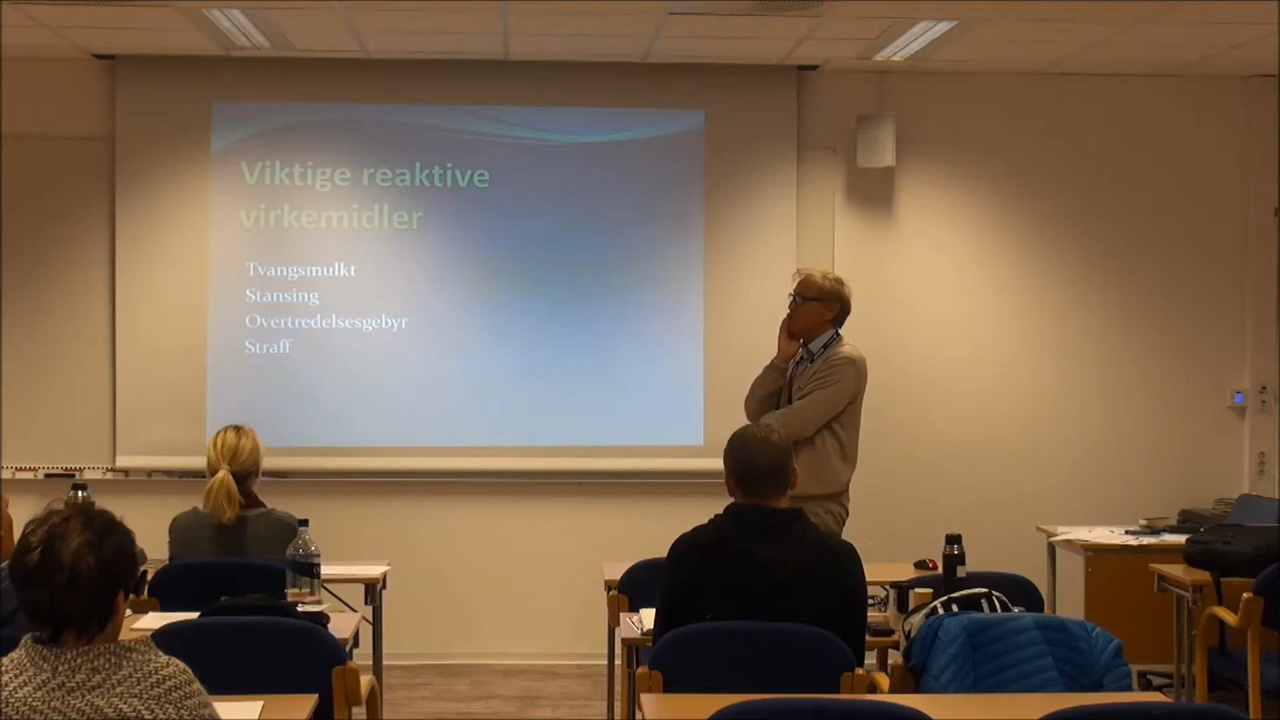 Viktige reaktive
virkemidler
Tvangsmulkt
Stansing
Overtredelsesgebyr
Straff